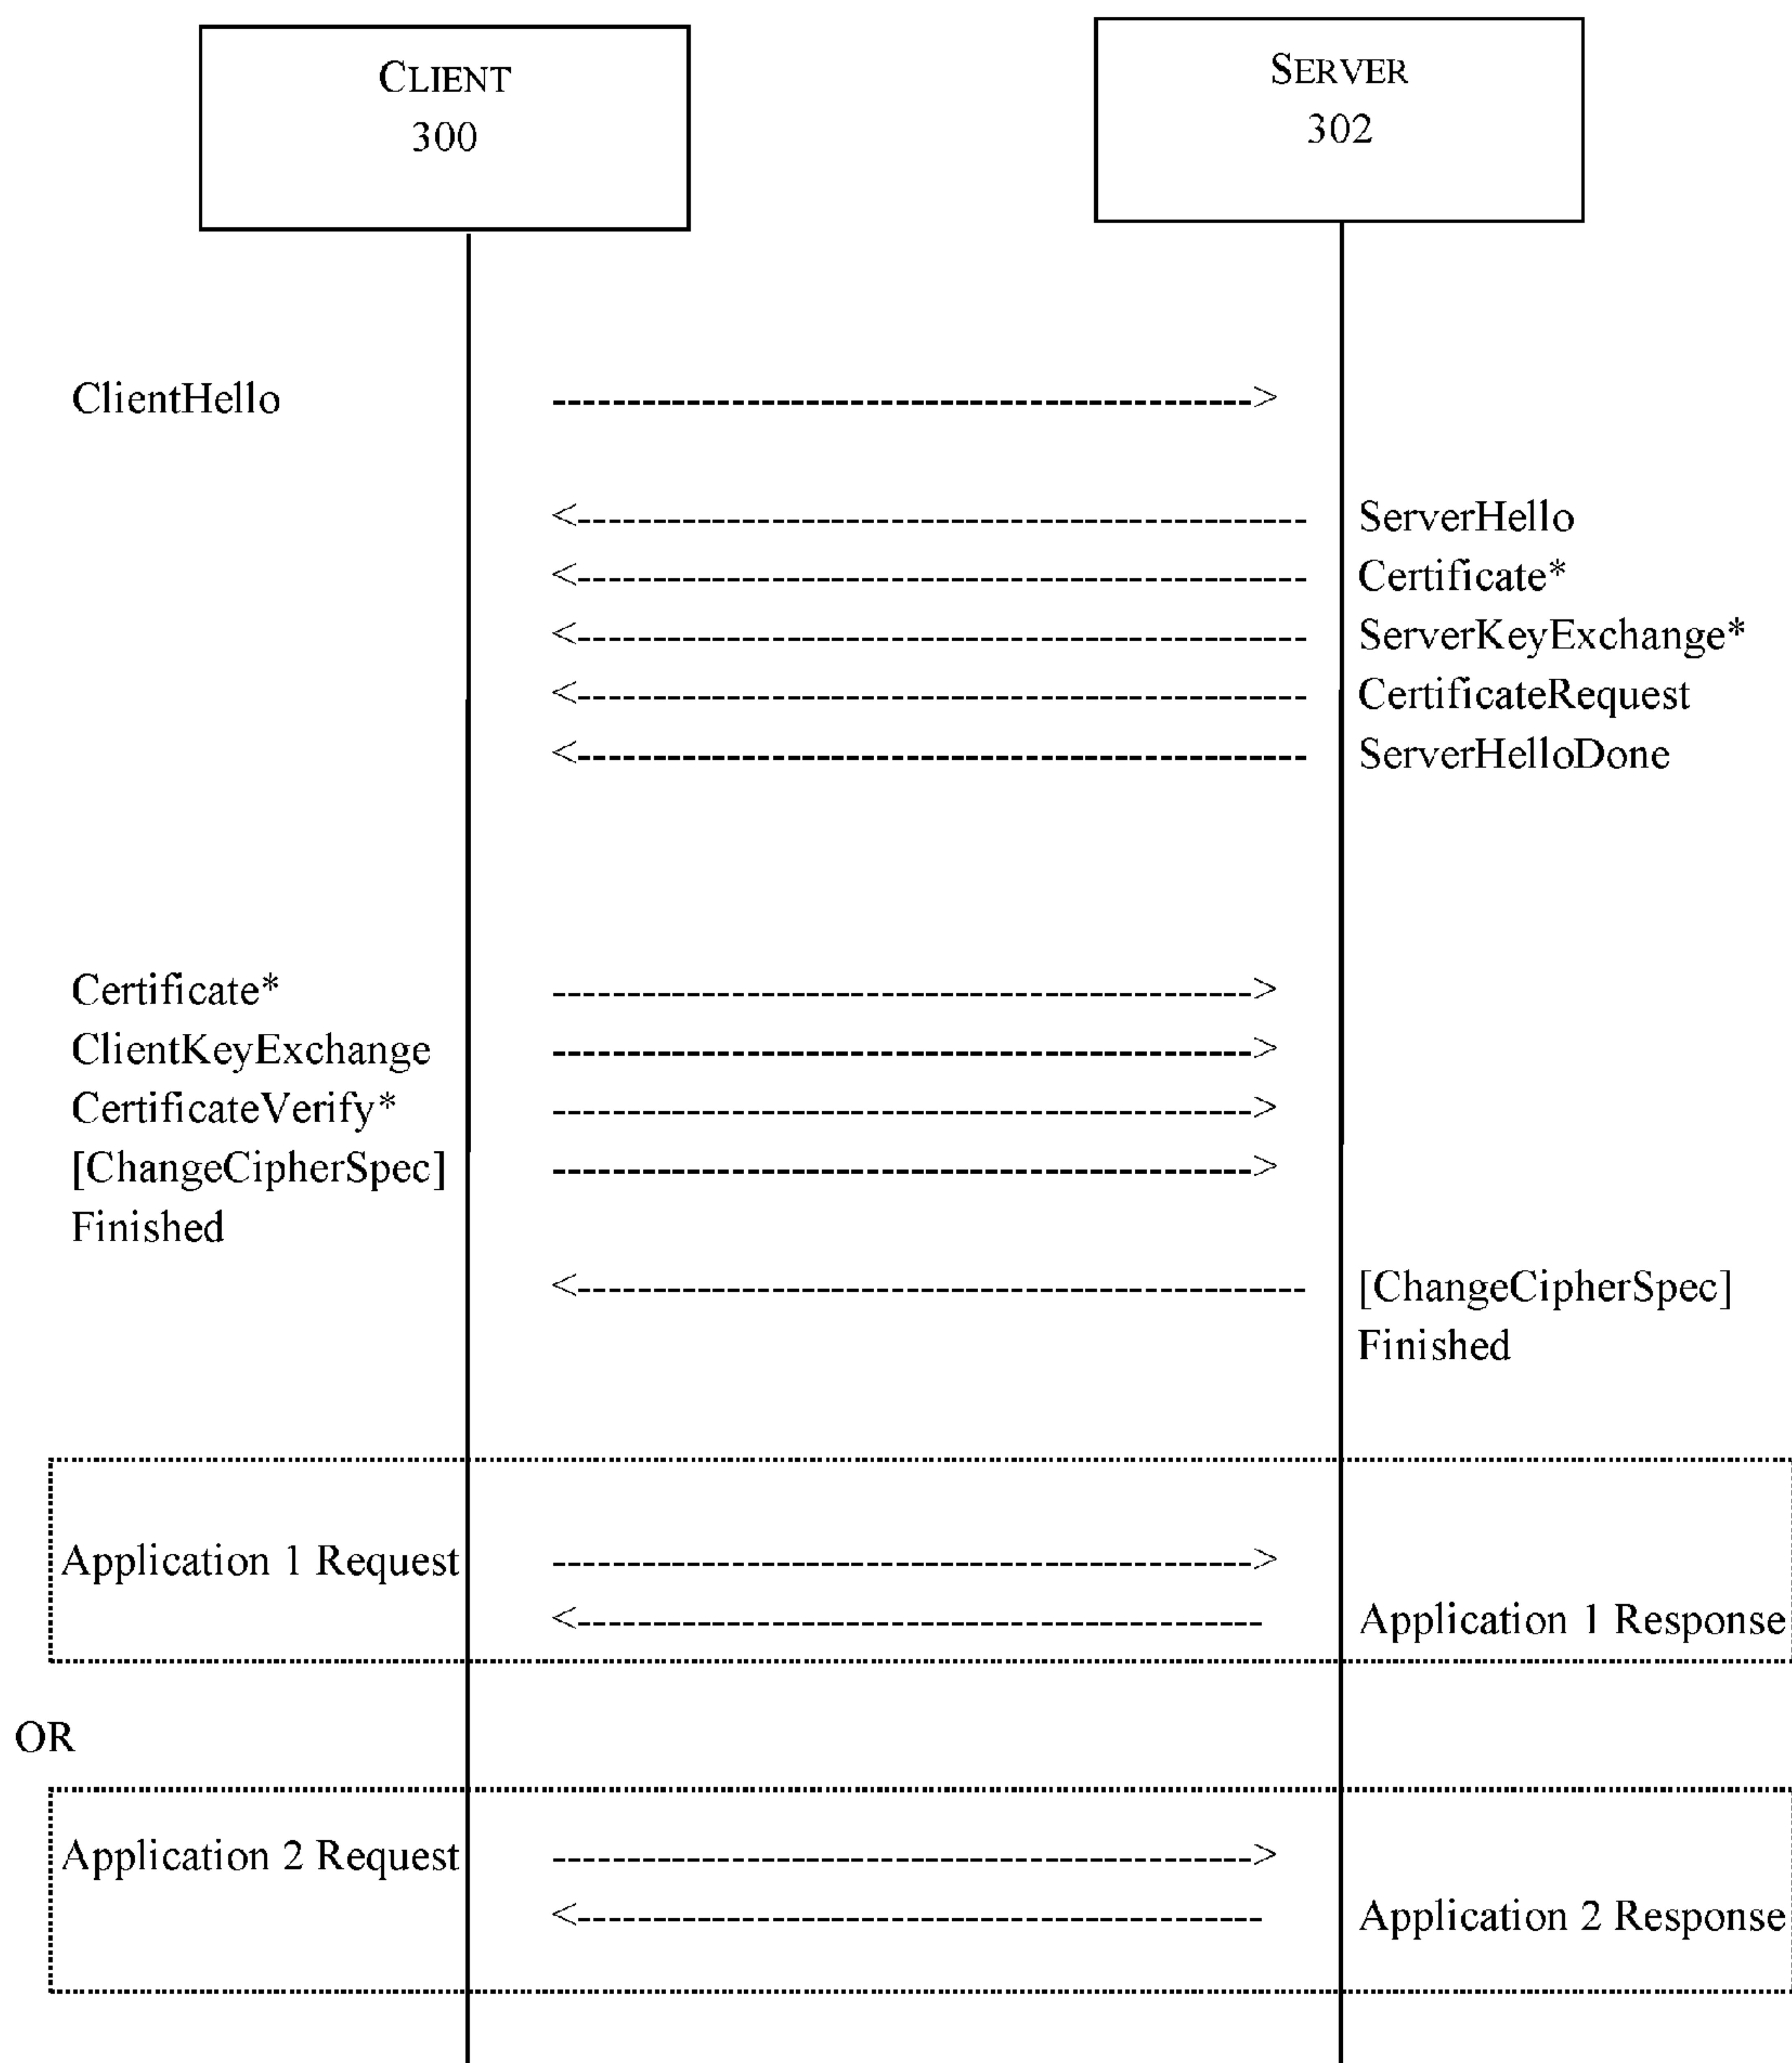 CLIENT
300
SERVER
302
ClientHello
ServerHello
Certificate*
ServerKeyExchange*
CertificateRequest
ServerHelloDone
Certificate*
ClientKeyExchange
CertificateVerify*
[ChangeCipherSpec]
Finished
[ChangeCipherSpec]
Finished
Application 1 Request
Application 1 Response
OR
Application 2 Request
Application 2 Response